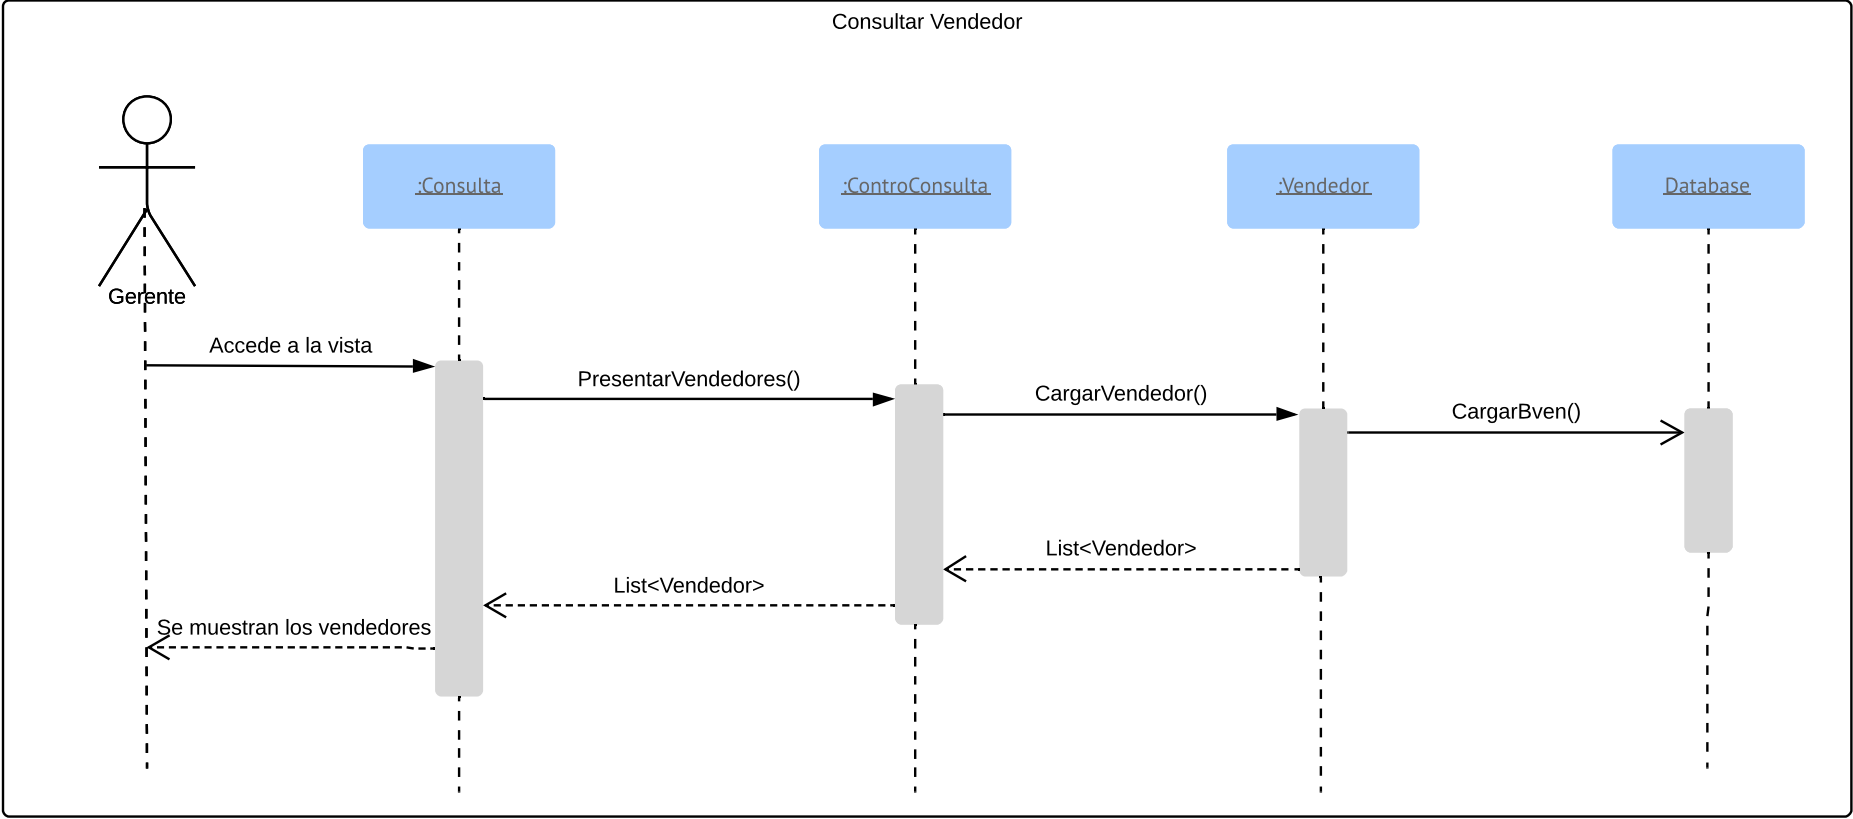 Consultar Vendedor
:Consulta
:ControConsulta
:Vendedor
Database
Gerente
Accede a la vista
PresentarVendedores()
CargarVendedor()
CargarBven()
List<Vendedor>
List<Vendedor>
Se muestran los vendedores